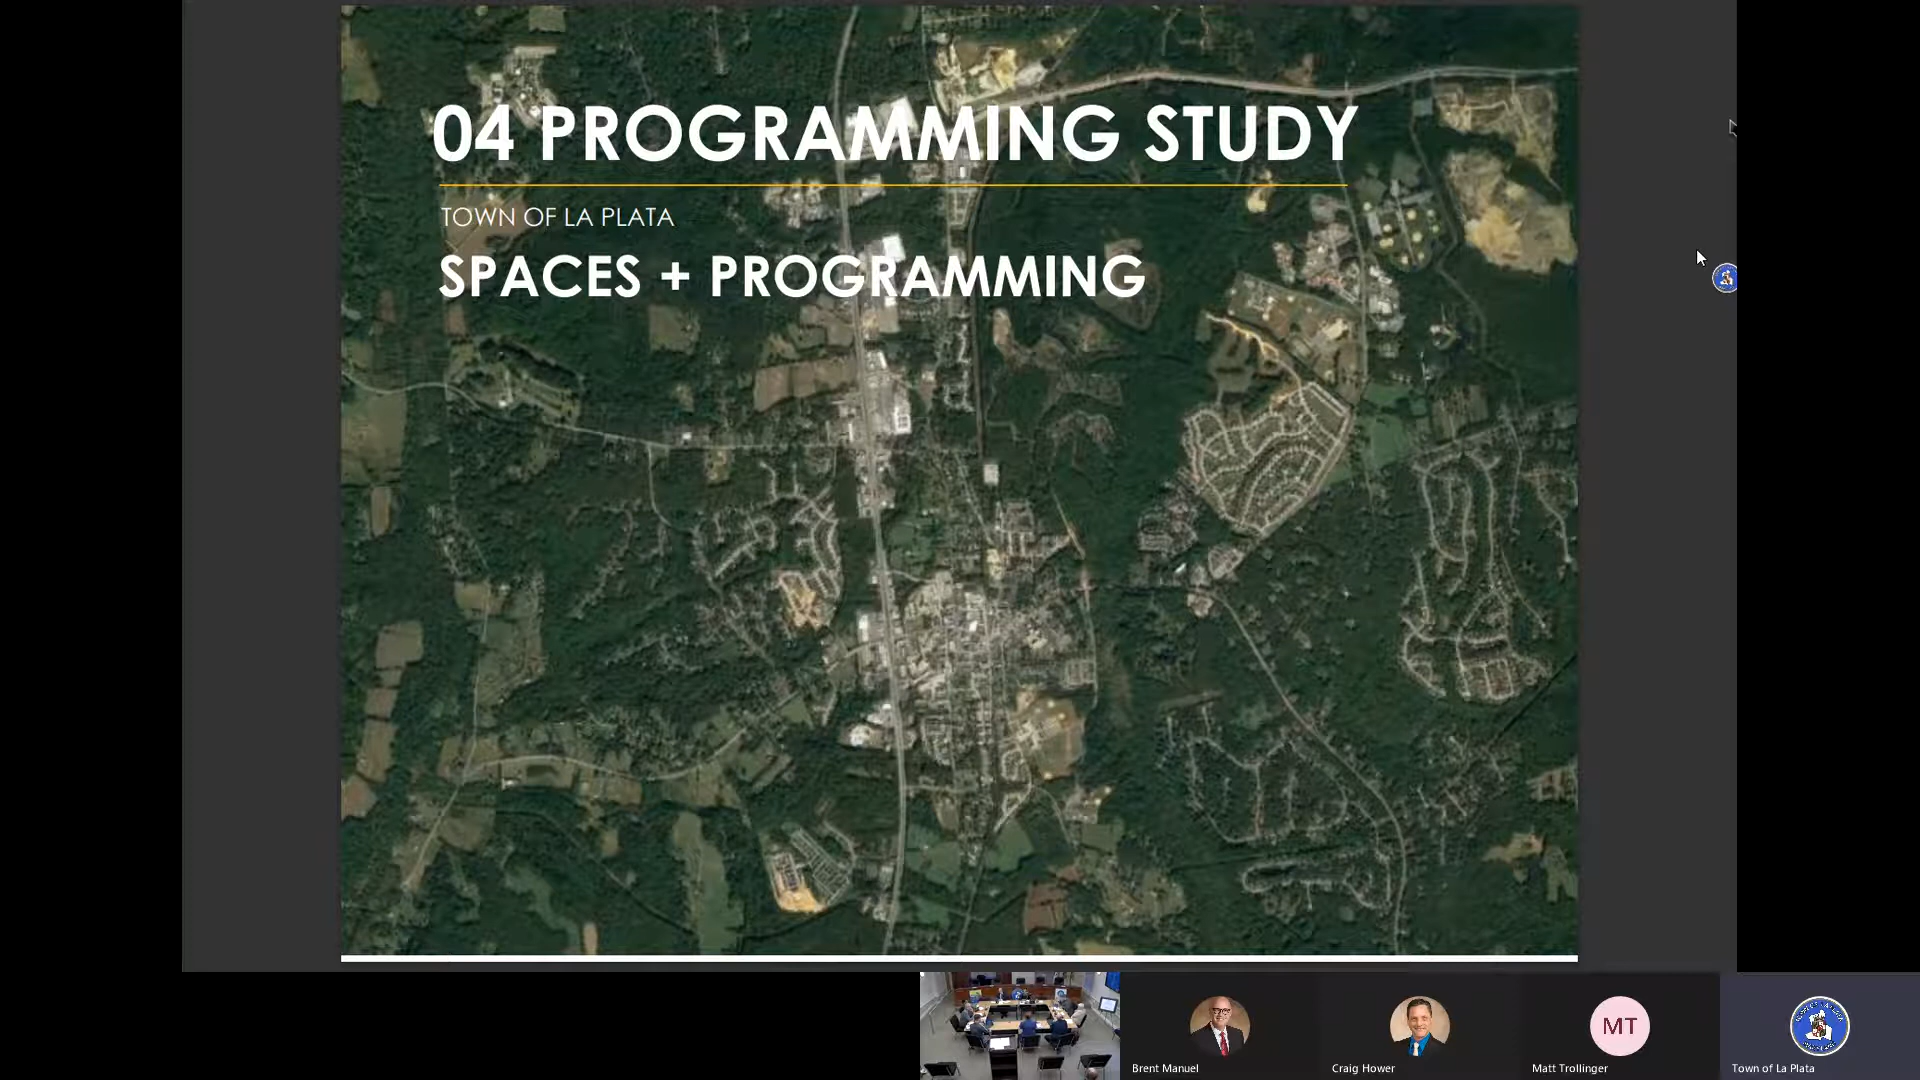 04 PROGRAMMING STUDY
TOWN OF LA PLATA
SPACES + PROGRAMMING
MT
Brent Manuel
Craig Hower
Matt Trollinger
Town of La Plata